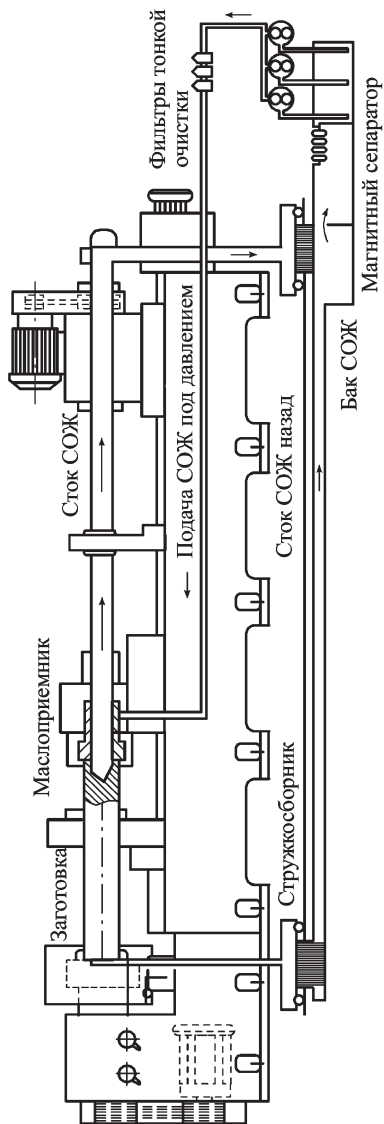 Заготовка
Маслоприемник
Сток СОЖ
Фильтры тонкой
очистки
Подача СОЖ под давлением
Стружкосборник
Сток СОЖ назад
Бак СОЖ
Магнитный сепаратор